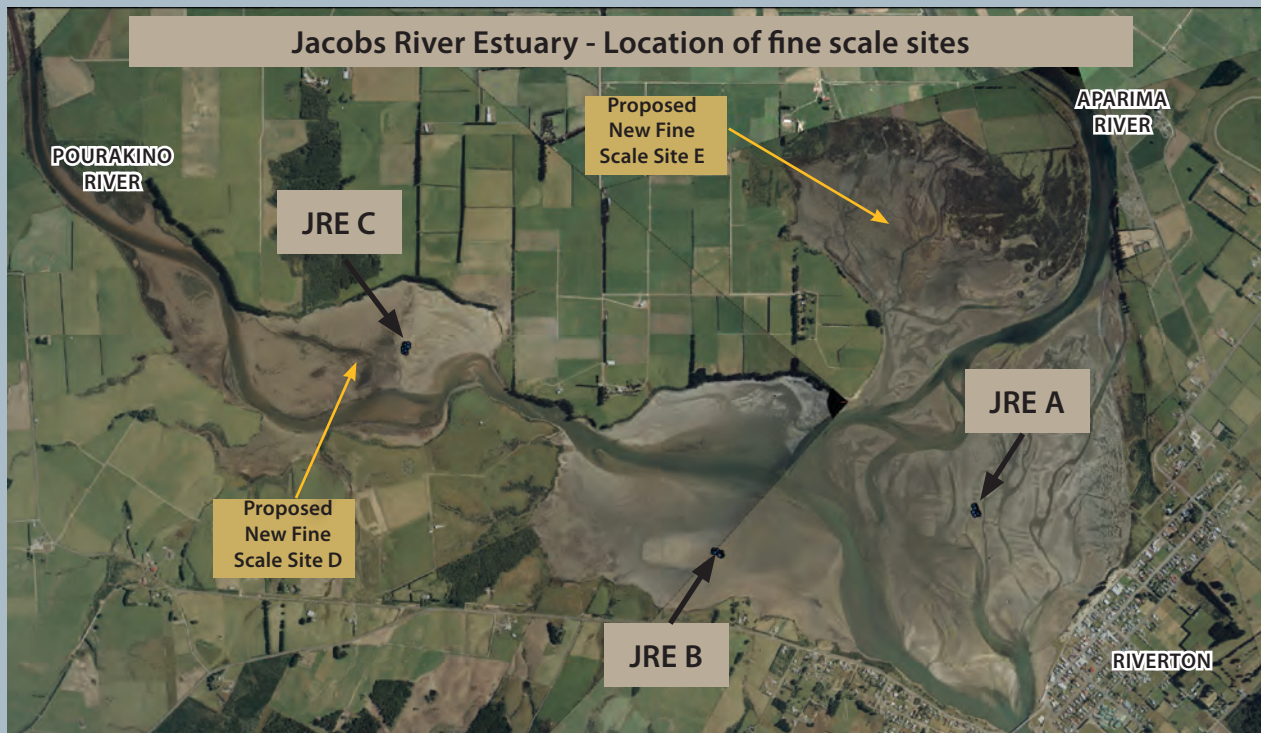 Jacobs River Estuary - Location of fine scale sites
Proposed
New Fine
Scale Site E
APARIMA
RIVER
POURAKINO
RIVER
JRE C
JRE A
Proposed
New Fine
Scale Site D
JRE B
RIVERTON